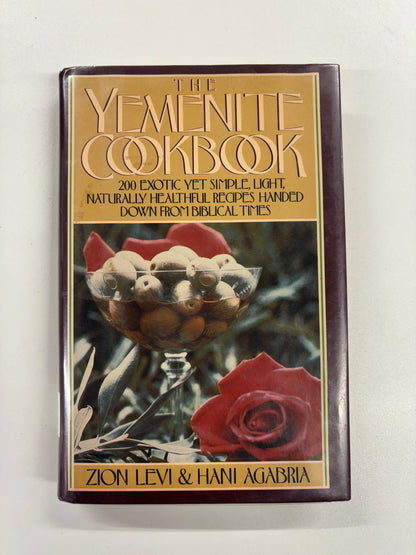 THE
YEMENITE
COOKBOOK
200 EXOTIC YET SIMPLE, LIGHT,
NATURALLY HEALTHFUL RECIPES HANDED
DOWN FROM BIBLICAL TIMES
ZION LEVI & HANI AGABRIA